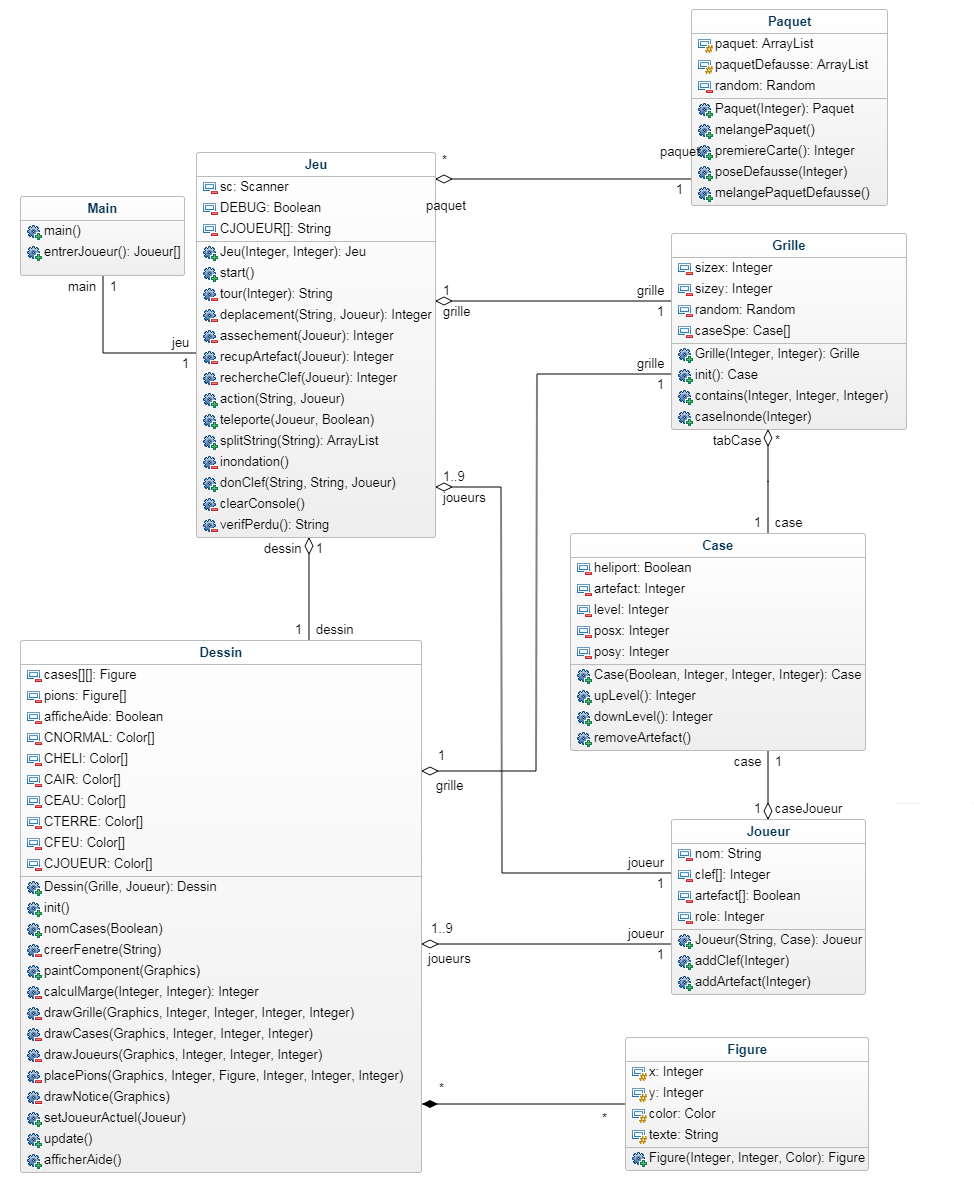 Paquet
paquet: ArrayList
paquetDefausse: ArrayList
random: Random
Paquet(Integer): Paquet
melangePaquet()
premiereCarte(): Integer
poseDefausse(Integer)
melangePaquetDefausse()
*
paquet
paquet
1
Jeu
sc: Scanner
DEBUG: Boolean
CJOUEUR[]: String
Jeu(Integer, Integer): Jeu
start()
tour(Integer): String
deplacement(String, Joueur): Integer
assechement(Joueur): Integer
recupArtefact(Joueur): Integer
rechercheClef(Joueur): Integer
action(String, Joueur)
teleporte(Joueur, Boolean)
splitString(String): ArrayList
inondation()
donClef(String, String, Joueur)
clearConsole()
verifPerdu(): String
Main
main()
entrerJoueur(): Joueur[]
main 1
jeu
1
Grille
sizex: Integer
sizey: Integer
random: Random
caseSpe: Case[]
Grille(Integer, Integer): Grille
init(): Case
contains(Integer, Integer, Integer)
caseInonde(Integer)
1
grille
grille
1
grille
1
tabCase *
1 case
1..9
joueurs
dessin 1
1 dessin
Case
heliport: Boolean
artefact: Integer
level: Integer
posx: Integer
posy: Integer
Case(Boolean, Integer, Integer, Integer): Case
upLevel(): Integer
downLevel(): Integer
removeArtefact()
case 1
1 caseJoueur
Dessin
cases[][]: Figure
pions: Figure[]
afficheAide: Boolean
CNORMAL: Color[]
CHELI: Color[]
CAIR: Color[]
CEAU: Color[]
CTERRE: Color[]
CFEU: Color[]
CJOUEUR: Color[]
Dessin(Grille, Joueur): Dessin
init()
nomCases(Boolean)
creerFenetre(String)
paintComponent(Graphics)
calculMarge(Integer, Integer): Integer
drawGrille(Graphics, Integer, Integer, Integer, Integer)
drawCases(Graphics, Integer, Integer, Integer)
drawJoueurs(Graphics, Integer, Integer, Integer)
placePions(Graphics, Integer, Figure, Integer, Integer, Integer)
drawNotice(Graphics)
setJoueurActuel(Joueur)
update()
afficherAide()
1
grille
joueur
1
Joueur
nom: String
clef[]: Integer
artefact[]: Boolean
role: Integer
Joueur(String, Case): Joueur
addClef(Integer)
addArtefact(Integer)
1..9
joueurs
joueur
1
*
*
Figure
x: Integer
y: Integer
color: Color
texte: String
Figure(Integer, Integer, Color): Figure